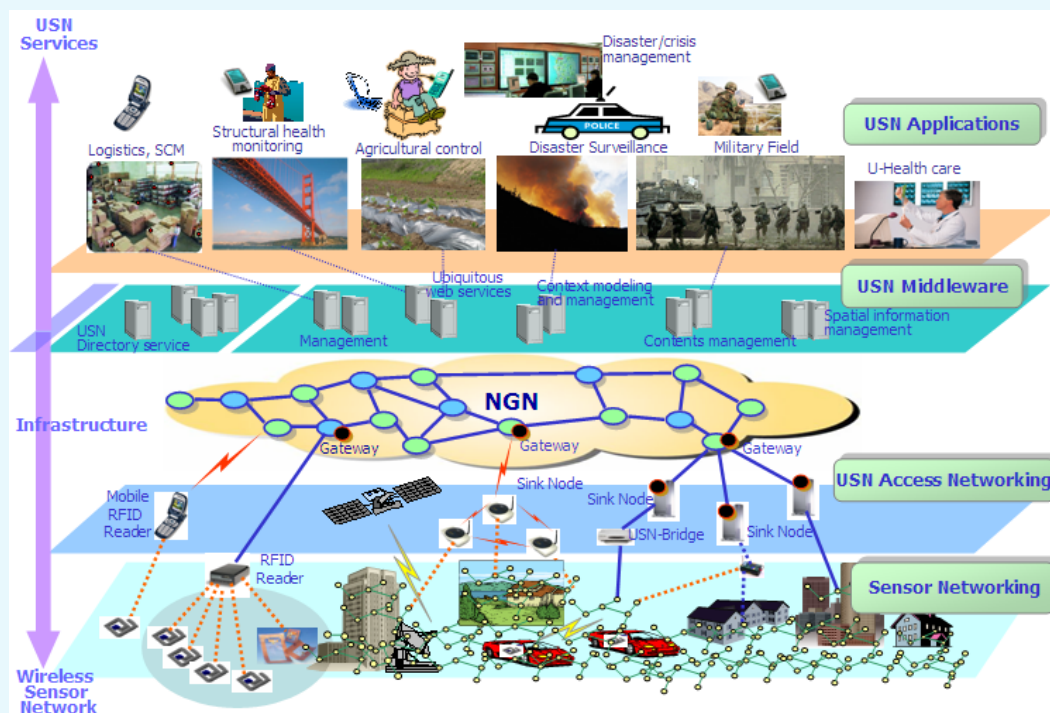 USN
Services
Disaster/crisis
management
USN Applications
Structural health
monitoring
Logistics, SCM
Agricultural control
POLICE
Disaster Surveillance
Military Field
U-Health care
USN Middleware
Ubiquitous
web services
Context modeling
and management
USN
Directory service
Management
Contents management
Spatial information
management
NGN
Infrastructure
Gateway
Gateway
Gateway
USN Access Networking
Mobile
RFID
Reader
Sink Node
Sink Node
USN-Bridge
Sink Node
RFID
Reader
Sensor Networking
Wireless
Sensor
Network